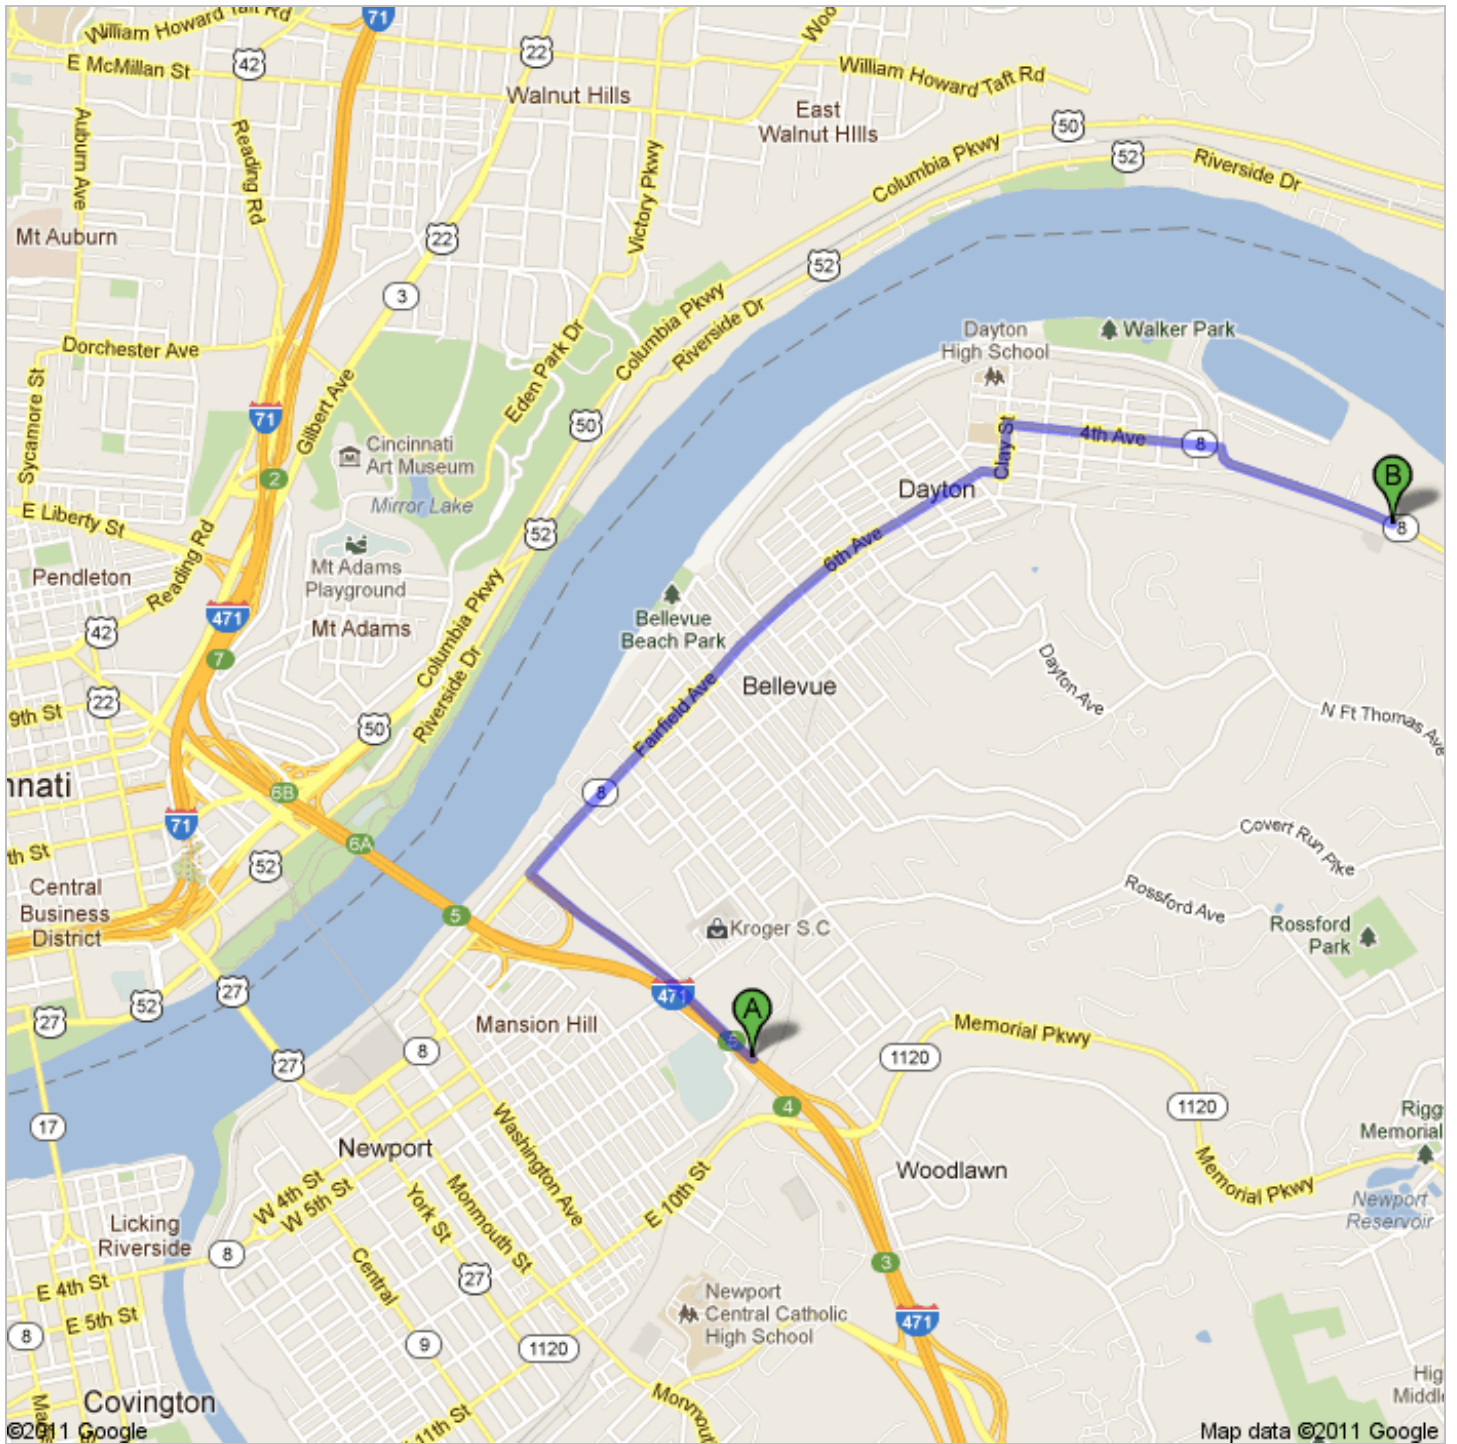 71
William Howard Taft Rd
22
Woo
42
E McMillan St
William Howard Taft Rd
Walnut Hills
East
Walnut HIlls
50
Auburn Ave
Reading Rd
Columbia Pkwy
52
Riverside Dr
Victory Pkwy
Mt Auburn
22
52
3
Columbia Pkwy
Riverside Dr
Dayton
High School
Walker Park
Dorchester Ave
Eden Park Dr
Sycamore St
Gilbert Ave
71
50
Cincinnati
Art Museum
Clay St
4th Ave
8
B
2
Mirror Lake
Dayton
8
E Liberty St
52
Reading Rd
Mt Adams
Playground
6th Ave
Pendleton
471
Columbia Pkwy
Bellevue
Beach Park
42
Mt Adams
7
Riverside Dr
Dayton Ave
Bellevue
22
9th St
Fairfield Ave
N Ft Thomas Ave
50
nnati
6B
8
71
6A
Covert Run Pike
th St
52
Central
Business
District
Rossford Ave
5
Kroger S.C
Rossford
Park
27
52
471
A
27
Mansion Hill
5
Memorial Pkwy
8
1120
27
4
1120
17
Rigg
Memorial
Newport
Washington Ave
Woodlawn
Memorial Pkwy
W 4th St
W 5th St
York St
Monmouth St
E 10th St
Newport
Reservoir
Licking
Riverside
8
Central
27
3
E 4th St
E 5th St
Newport
Central Catholic
High School
471
8
9
1120
Covington
Ma
11th St
Monmout
Hig
Middle
©2011 Google
Map data ©2011 Google